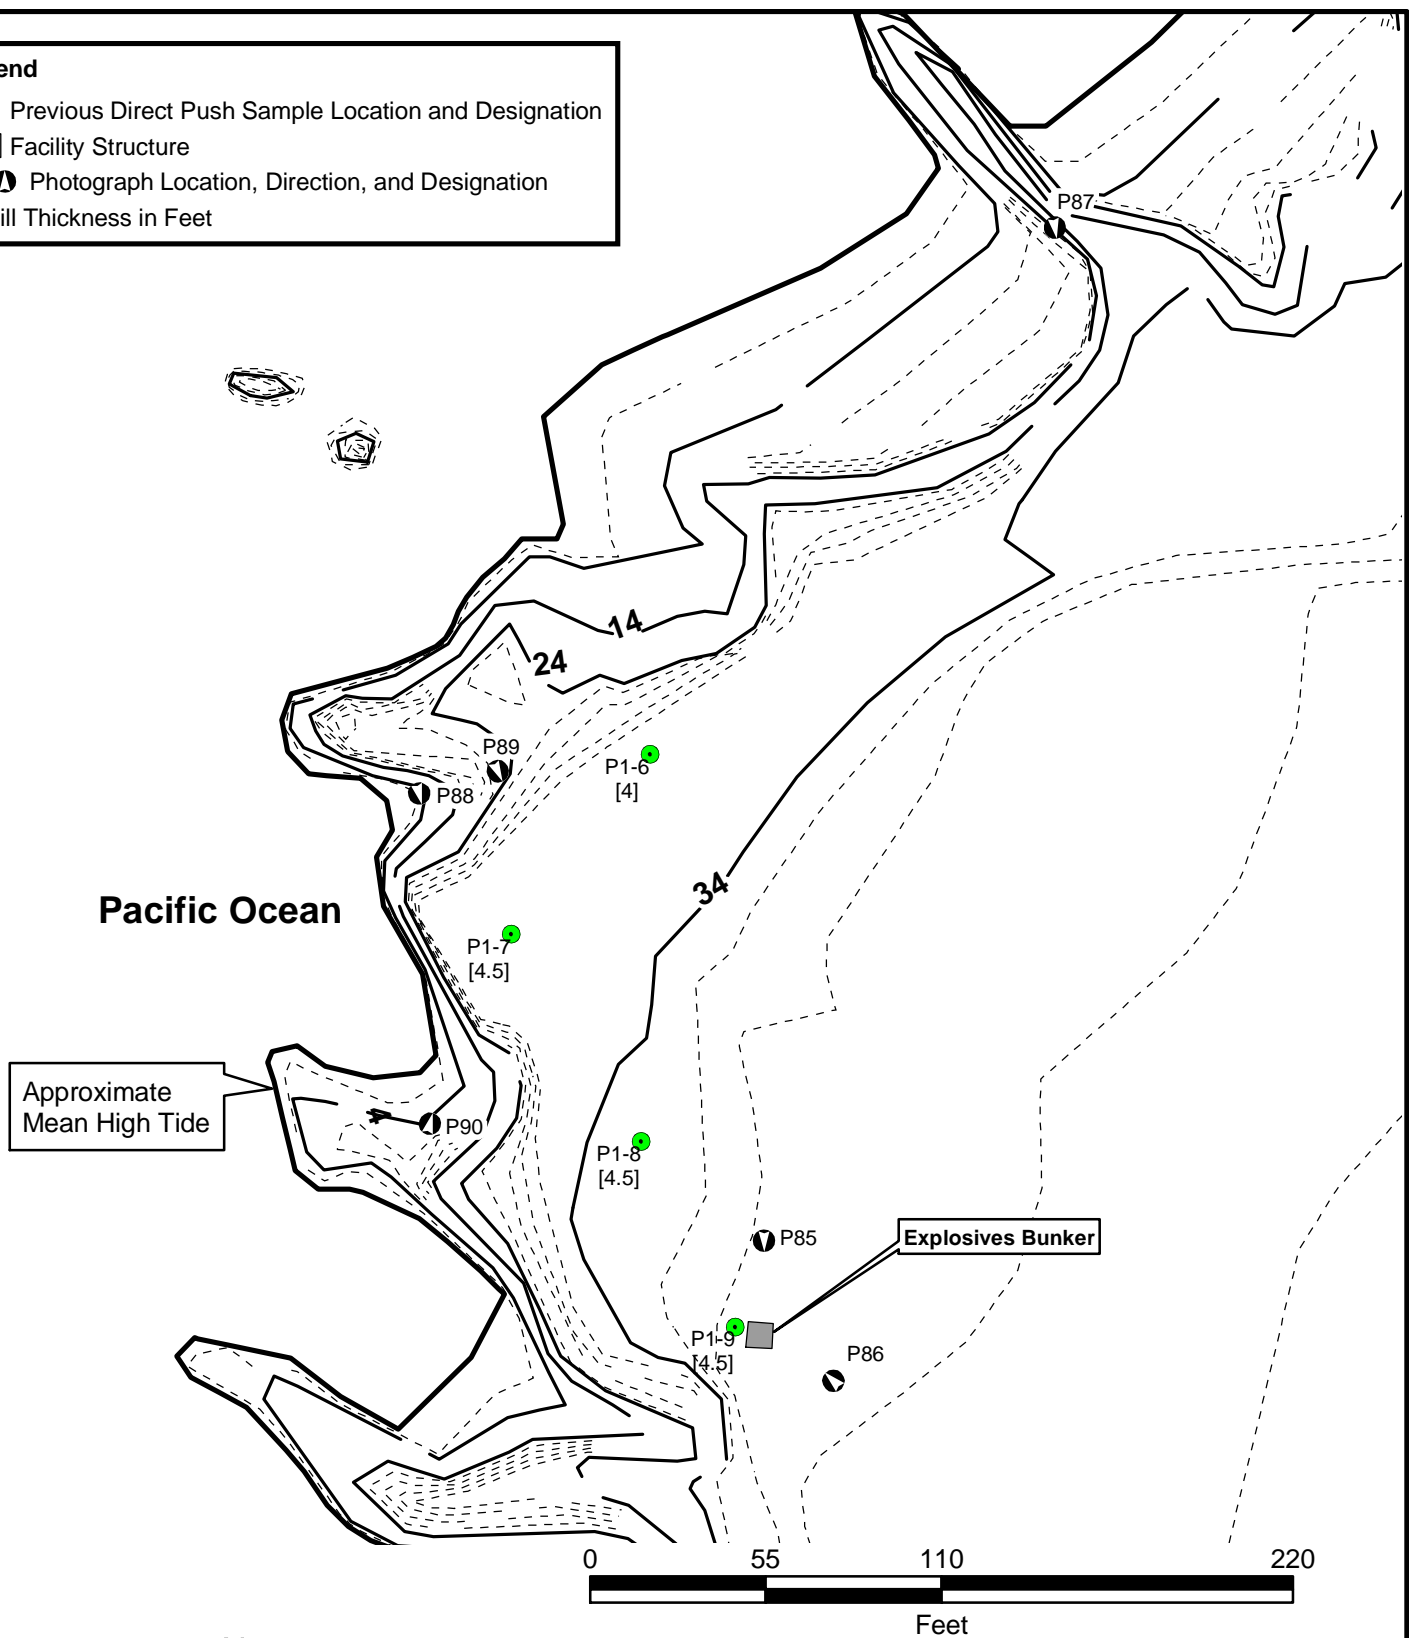 end
Previous Direct Push Sample Location and Designation
Facility Structure
Photograph Location, Direction, and Designation
ill Thickness in Feet
P87
14
24
P89
P88
P1-6
[4]
34
Pacific Ocean
P1-7
[4.5]
Approximate
Mean High Tide
P90
P1-8
[4.5]
P85
Explosives Bunker
P1-9
[4.5]
P86
0 55 110 220
Feet